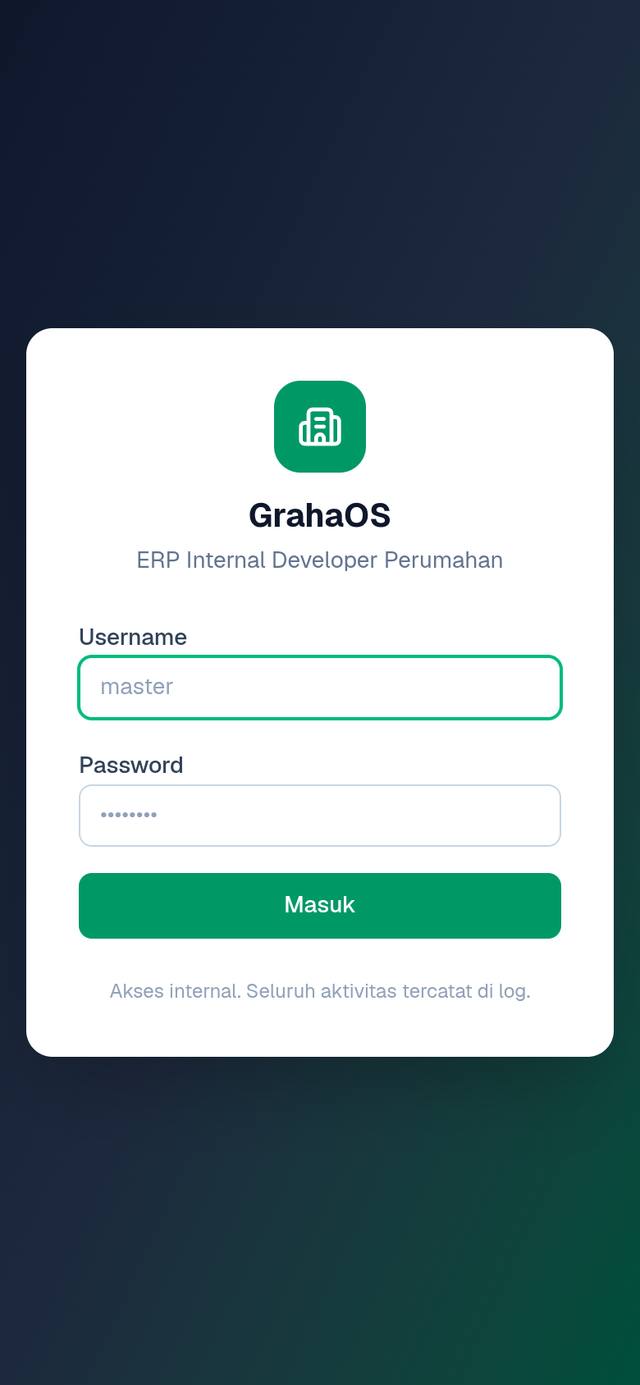 GrahaOS
ERP Internal Developer Perumahan
Username
master
Password
••••••••
Masuk
Akses internal. Seluruh aktivitas tercatat di log.